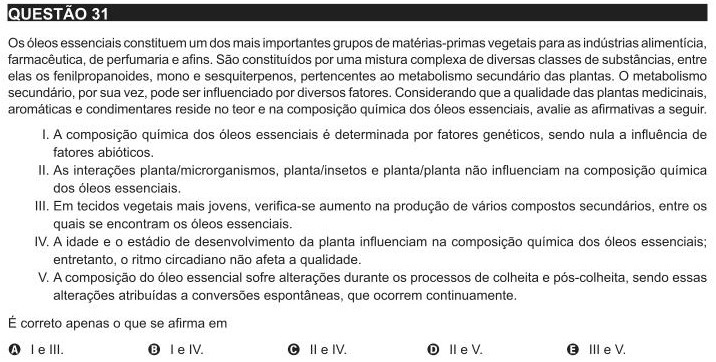 QUESTÃO 31
Os óleos essenciais constituem um dos mais importantes grupos de matérias-primas vegetais para as indústrias alimentícia,
farmacêutica, de perfumaria e afins. São constituídos por uma mistura complexa de diversas classes de substâncias, entre
elas os fenilpropanoides, mono e sesquiterpenos, pertencentes ao metabolismo secundário das plantas. O metabolismo
secundário, por sua vez, pode ser influenciado por diversos fatores. Considerando que a qualidade das plantas medicinais,
aromáticas e condimentares reside no teor e na composição química dos óleos essenciais, avalie as afirmativas a seguir.
I. A composição química dos óleos essenciais é determinada por fatores genéticos, sendo nula a influência de
fatores abióticos.
II. As interações planta/microrganismos, planta/insetos e planta/planta não influenciam na composição química
dos óleos essenciais.
III. Em tecidos vegetais mais jovens, verifica-se aumento na produção de vários compostos secundários, entre os
quais se encontram os óleos essenciais.
IV. A idade e o estádio de desenvolvimento da planta influenciam na composição química dos óleos essenciais;
entretanto, o ritmo circadiano não afeta a qualidade.
V. A composição do óleo essencial sofre alterações durante os processos de colheita e pós-colheita, sendo essas
alterações atribuídas a conversões espontâneas, que ocorrem continuamente.
É correto apenas o que se afirma em
A I e III. B I e IV. C II e IV. D II e V. E III e V.